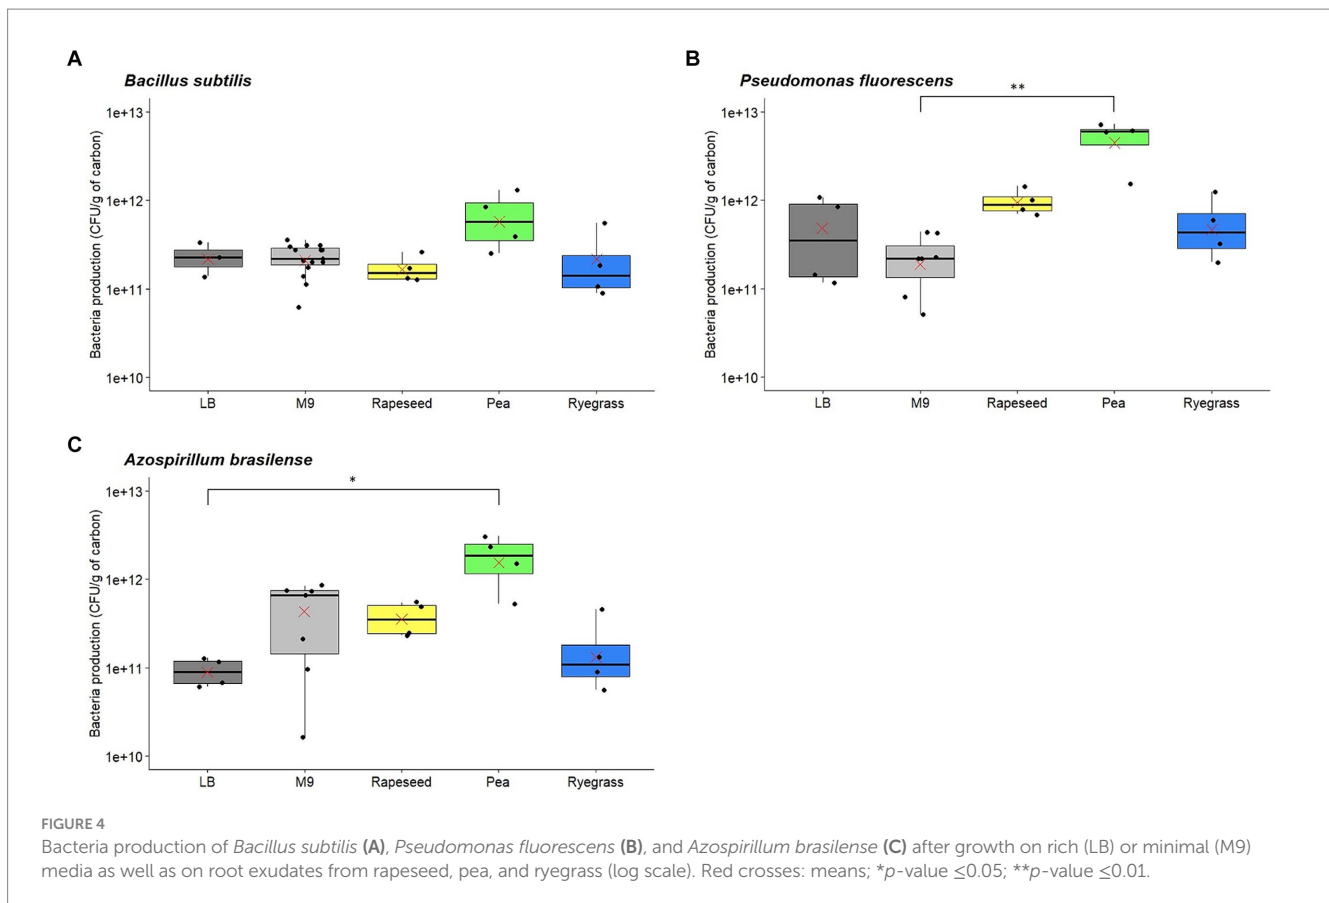 A
Bacillus subtilis
Bacteria production (CFU/g of carbon)
1e+13
1e+12
1e+11
1e+10
LB M9 Rapeseed Pea Ryegrass
B
Pseudomonas fluorescens
**
Bacteria production (CFU/g of carbon)
1e+13
1e+12
1e+11
1e+10
LB M9 Rapeseed Pea Ryegrass
C
Azospirillum brasilense
*
Bacteria production (CFU/g of carbon)
1e+13
1e+12
1e+11
1e+10
LB M9 Rapeseed Pea Ryegrass
FIGURE 4
Bacteria production of Bacillus subtilis (A), Pseudomonas fluorescens (B), and Azospirillum brasilense (C) after growth on rich (LB) or minimal (M9)
media as well as on root exudates from rapeseed, pea, and ryegrass (log scale). Red crosses: means; *p-value ≤0.05; **p-value ≤0.01.